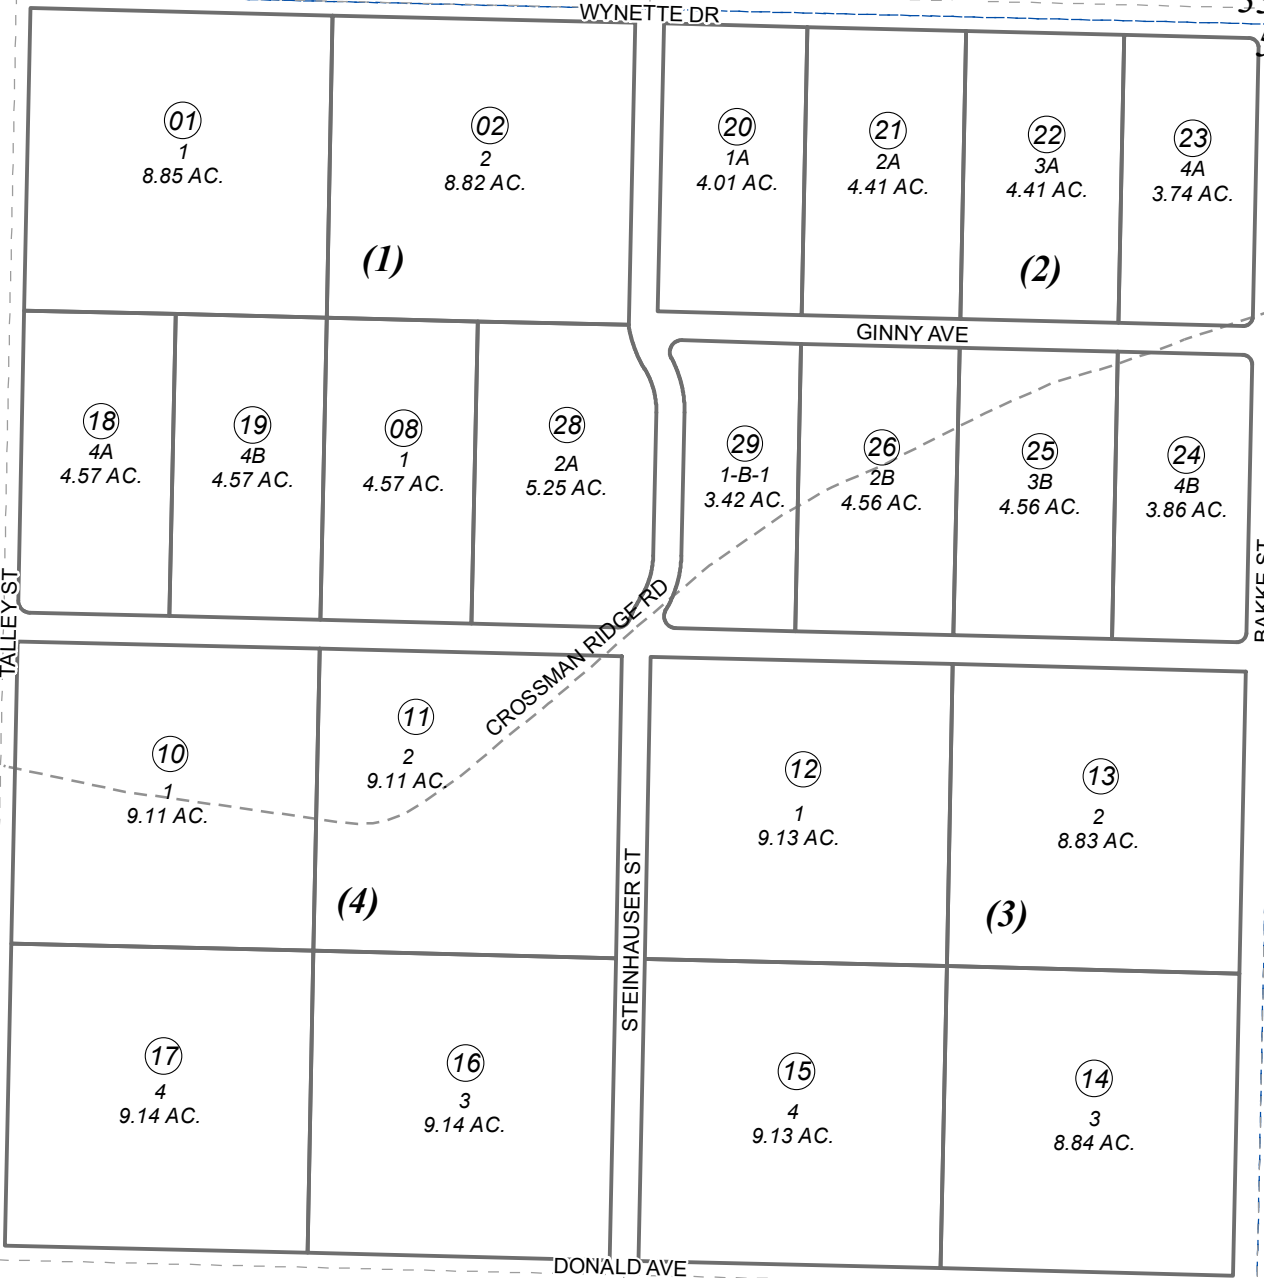 WYNETTE DR
01
1
8.85 AC.
02
2
8.82 AC.
(1)
20
1A
4.01 AC.
21
2A
4.41 AC.
22
3A
4.41 AC.
23
4A
3.74 AC.
(2)
GINNY AVE
18
4A
4.57 AC.
19
4B
4.57 AC.
08
1
4.57 AC.
28
2A
5.25 AC.
29
1-B-1
3.42 AC.
26
2B
4.56 AC.
25
3B
4.56 AC.
24
4B
3.86 AC.
TALLEY ST
BAKKE ST
CROSSMAN RIDGE RD
10
1
9.11 AC.
11
2
9.11 AC.
(4)
STEINHAUSER ST
12
1
9.13 AC.
13
2
8.83 AC.
(3)
17
4
9.14 AC.
16
3
9.14 AC.
15
4
9.13 AC.
14
3
8.84 AC.
DONALD AVE